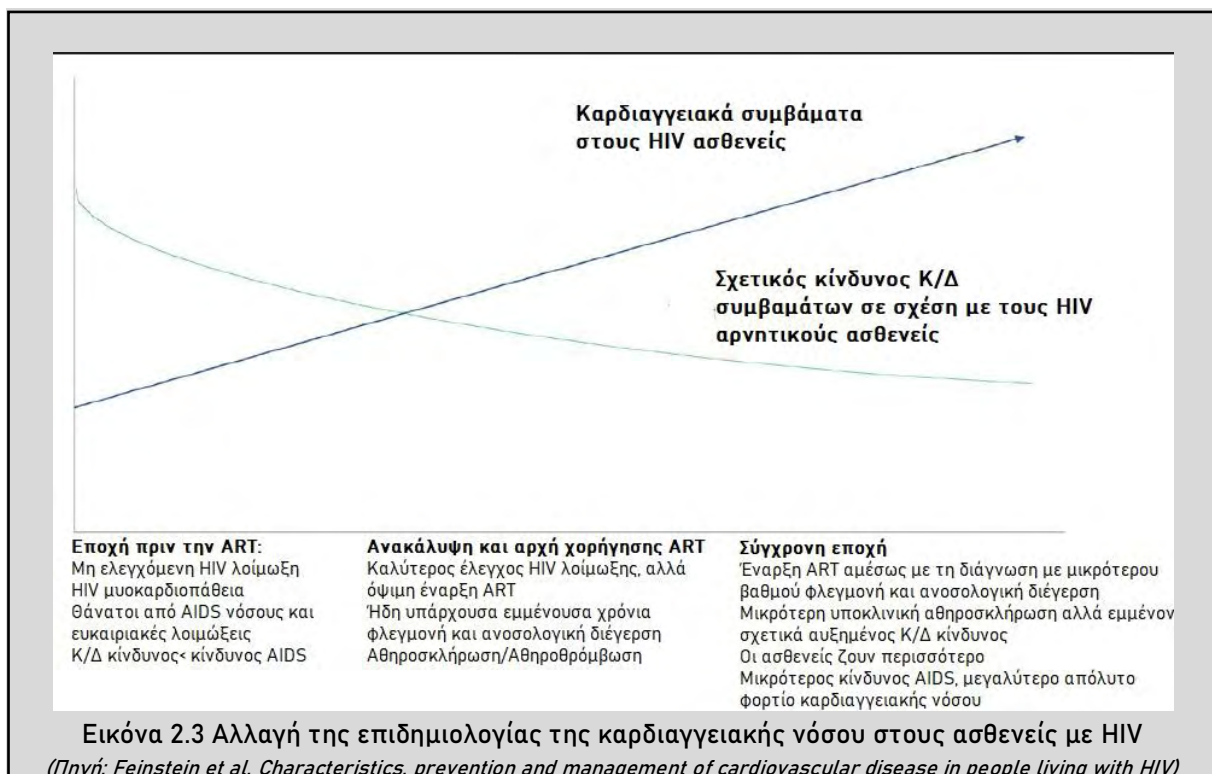 Καρδιαγγειακά συμβάματα
στους HIV ασθενείς
Σχετικός κίνδυνος Κ/Δ
συμβαμάτων σε σχέση με τους HIV
αρνητικούς ασθενείς
Εποχή πριν την ART:
Μη ελεγχόμενη HIV λοίμωξη
HIV μυοκαρδιοπάθεια
Θάνατοι από AIDS νόσους και
ευκαιριακές λοιμώξεις
Κ/Δ κίνδυνος< κίνδυνος AIDS
Ανακάλυψη και αρχή χορήγησης ART
Καλύτερος έλεγχος HIV λοίμωξης, αλλά
όψιμη έναρξη ART
Ήδη υπάρχουσα εμμένουσα χρόνια
φλεγμονή και ανοσολογική διέγερση
Αθηροσκλήρωση/Αθηροθρόμβωση
Σύγχρονη εποχή
Έναρξη ART αμέσως με τη διάγνωση με μικρότερου
βαθμού φλεγμονή και ανοσολογική διέγερση
Μικρότερη υποκλινική αθηροσκλήρωση αλλά εμμένον
σχετικά αυξημένος Κ/Δ κίνδυνος
Οι ασθενείς ζουν περισσότερο
Μικρότερος κίνδυνος AIDS, μεγαλύτερο απόλυτο
φορτίο καρδιαγγειακής νόσου
Εικόνα 2.3 Αλλαγή της επιδημιολογίας της καρδιαγγειακής νόσου στους ασθενείς με HIV
(Πηγή: Feinstein et al. Characteristics, prevention and management of cardiovascular disease in people living with HIV)